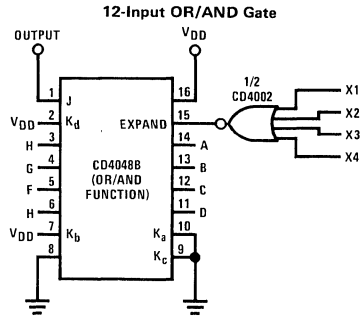 12-Input OR/AND Gate
OUTPUT
VDD
1/2
CD4002
1 J 16
VDD 2 Kd EXPAND 15
H 3 14 A
G 4 CD4048B 13 B
F 5 (OR/AND 12 C
H 6 FUNCTION) 11 D
VDD 7 Kb Ka 10
8 Kc 9
X1
X2
X3
X4